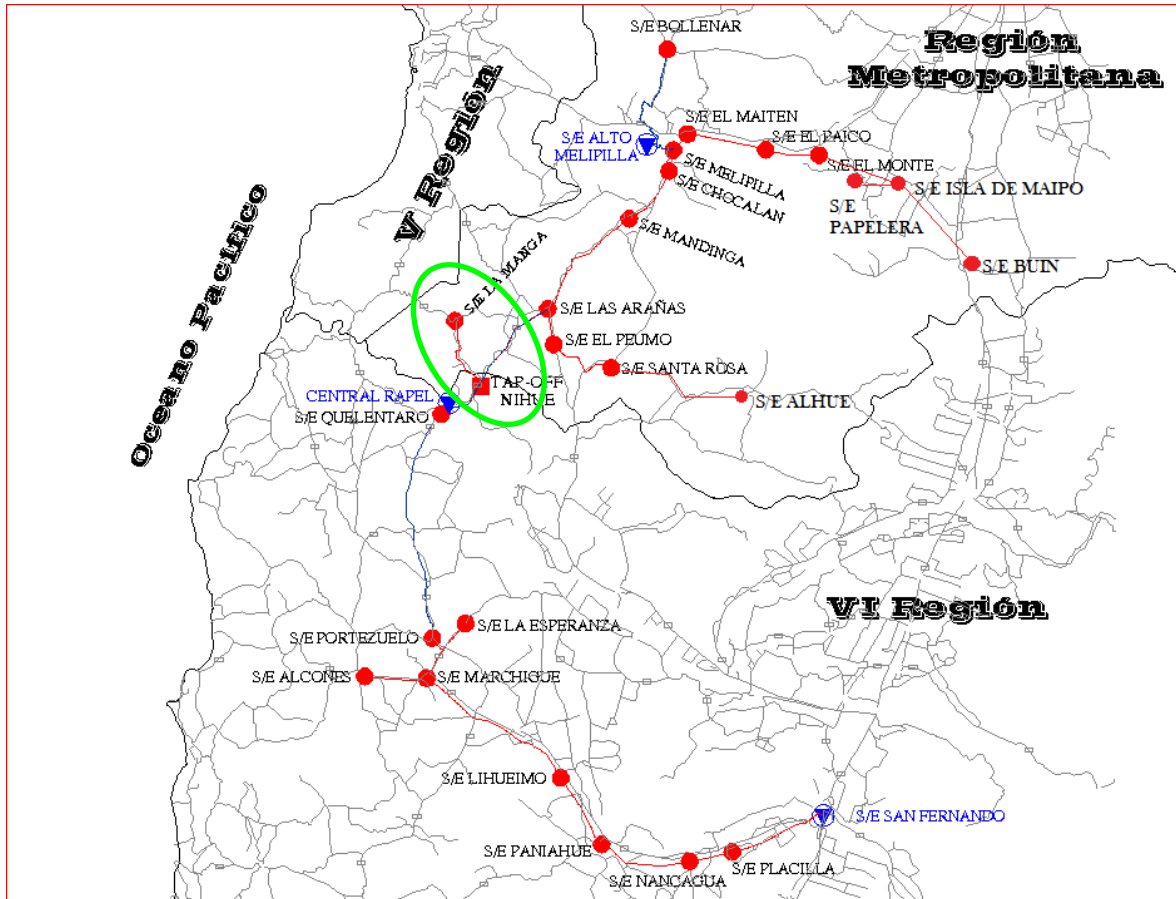 S/E BOLLENAR
Región
Metropolitana
V Región
S/E EL MAITEN
S/E ALTO
MELIPILLA
S/E EL PAICO
S/E MELIPILLA
S/E EL MONTE
S/E CHOCALAN
S/E ISLA DE MAIPO
S/E
PAPELERA
Oceano Pacífico
S/E MANDINGA
S/E LA MANGA
S/E BUIN
S/E LAS ARAÑAS
S/E EL PEUMO
S/E SANTA ROSA
TAP-OFF
NIHUE
CENTRAL RAPEL
S/E ALHUE
S/E QUELENTARO
VI Región
S/E LA ESPERANZA
S/E PORTEZUELO
S/E ALCONES
S/E MARCHIGUE
S/E LIHUEIMO
S/E SAN FERNANDO
S/E PANIAHUE
S/E PLACILLA
S/E NANCAGUA